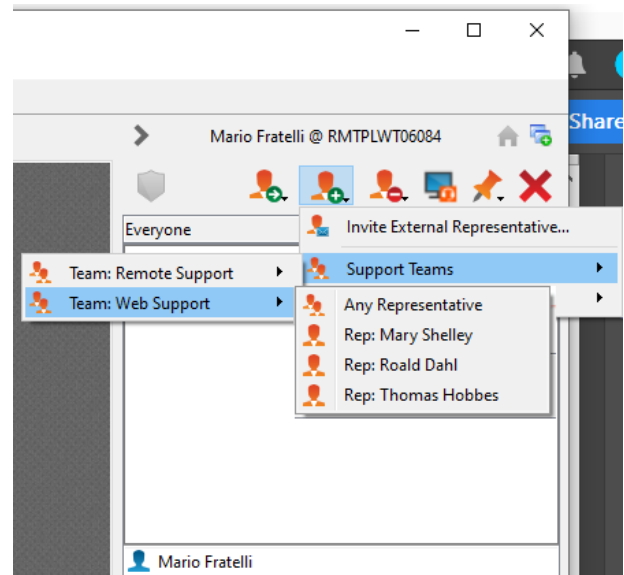 Share
Mario Fratelli @ RMTPLWT06084
Everyone
Invite External Representative...
Team: Remote Support
Support Teams
Team: Web Support
Any Representative
Rep: Mary Shelley
Rep: Roald Dahl
Rep: Thomas Hobbes
Mario Fratelli